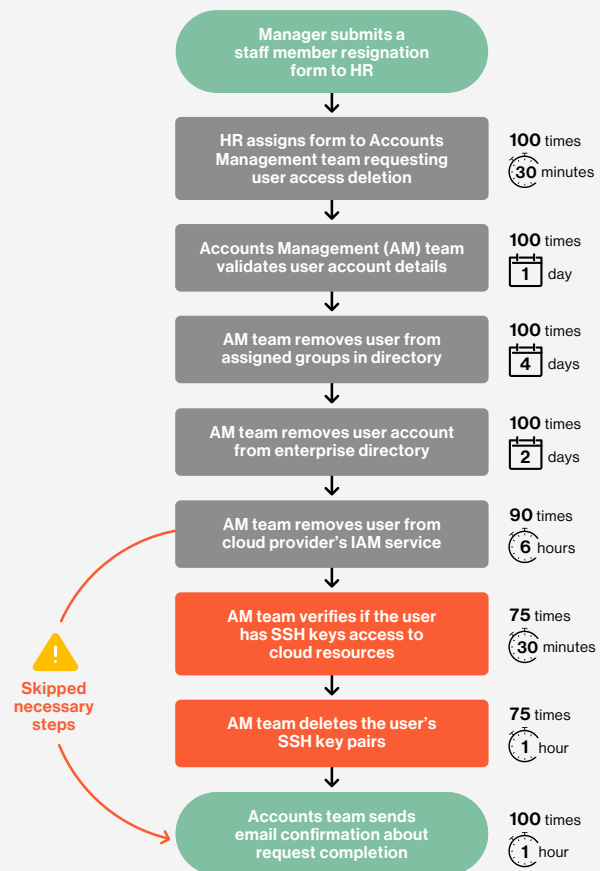 Manager submits a
staff member resignation
form to HR
HR assigns form to Accounts
Management team requesting
user access deletion
100 times
30 minutes
Accounts Management (AM) team
validates user account details
100 times
1 day
AM team removes user from
assigned groups in directory
100 times
4 days
AM team removes user account
from enterprise directory
100 times
2 days
AM team removes user from
cloud provider's IAM service
90 times
6 hours
AM team verifies if the user
has SSH keys access to
cloud resources
75 times
30 minutes
!
Skipped
necessary
steps
AM team deletes the user's
SSH key pairs
75 times
1 hour
Accounts team sends
email confirmation about
request completion
100 times
1 hour